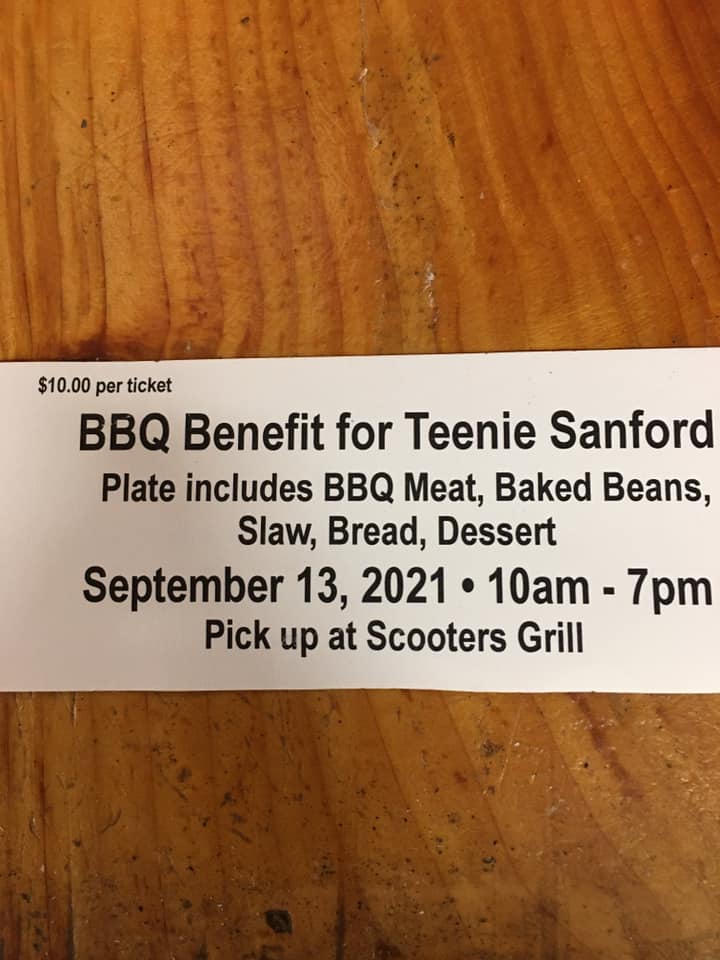 $10.00 per ticket
BBQ Benefit for Teenie Sanford
Plate includes BBQ Meat, Baked Beans,
Slaw, Bread, Dessert
September 13, 2021 • 10am - 7pm
Pick up at Scooters Grill